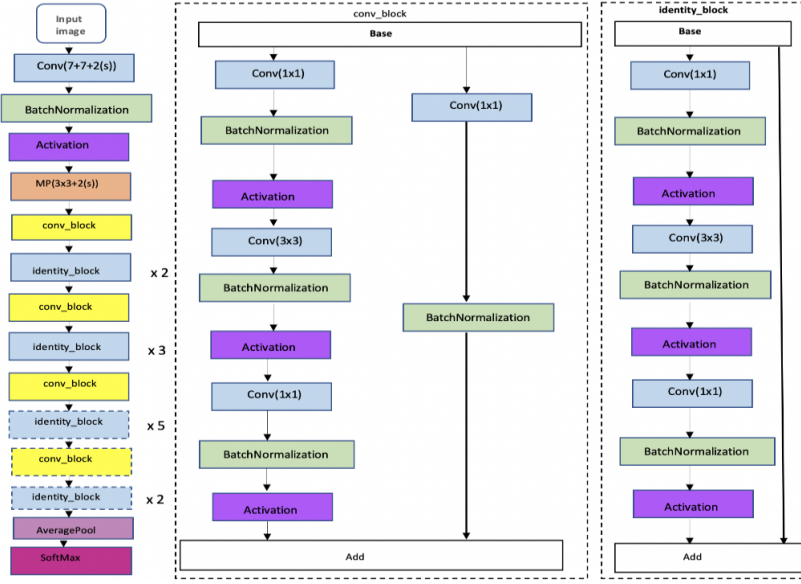 Input
image
Conv(7+7+2(s))
BatchNormalization
Activation
MP(3x3+2(s))
conv_block
identity_block
x 2
conv_block
identity_block
x 3
conv_block
identity_block
x 5
conv_block
identity_block
x 2
AveragePool
SoftMax
conv_block
Base
Conv(1x1)
BatchNormalization
Activation
Conv(3x3)
BatchNormalization
Activation
Conv(1x1)
BatchNormalization
Activation
Conv(1x1)
BatchNormalization
Add
identity_block
Base
Conv(1x1)
BatchNormalization
Activation
Conv(3x3)
BatchNormalization
Activation
Conv(1x1)
BatchNormalization
Activation
Add